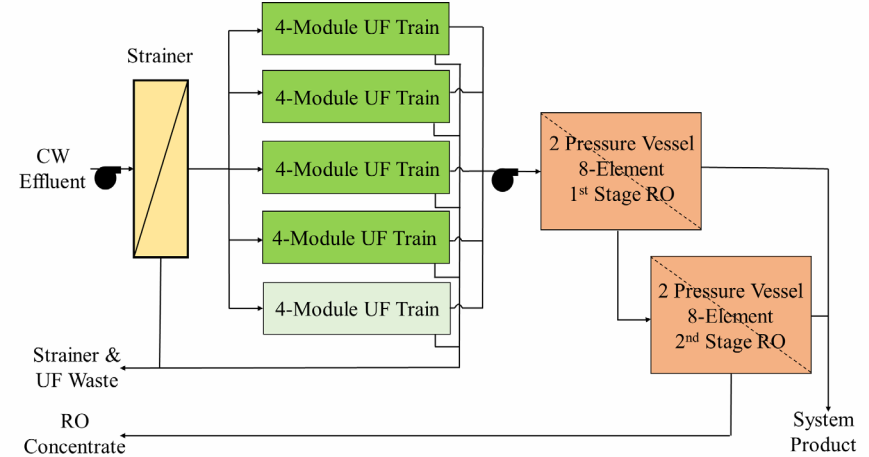 4-Module UF Train
Strainer
4-Module UF Train
2 Pressure Vessel
8-Element
1st Stage RO
CW
Effluent
4-Module UF Train
4-Module UF Train
2 Pressure Vessel
8-Element
2nd Stage RO
4-Module UF Train
Strainer &
UF Waste
RO
Concentrate
System
Product